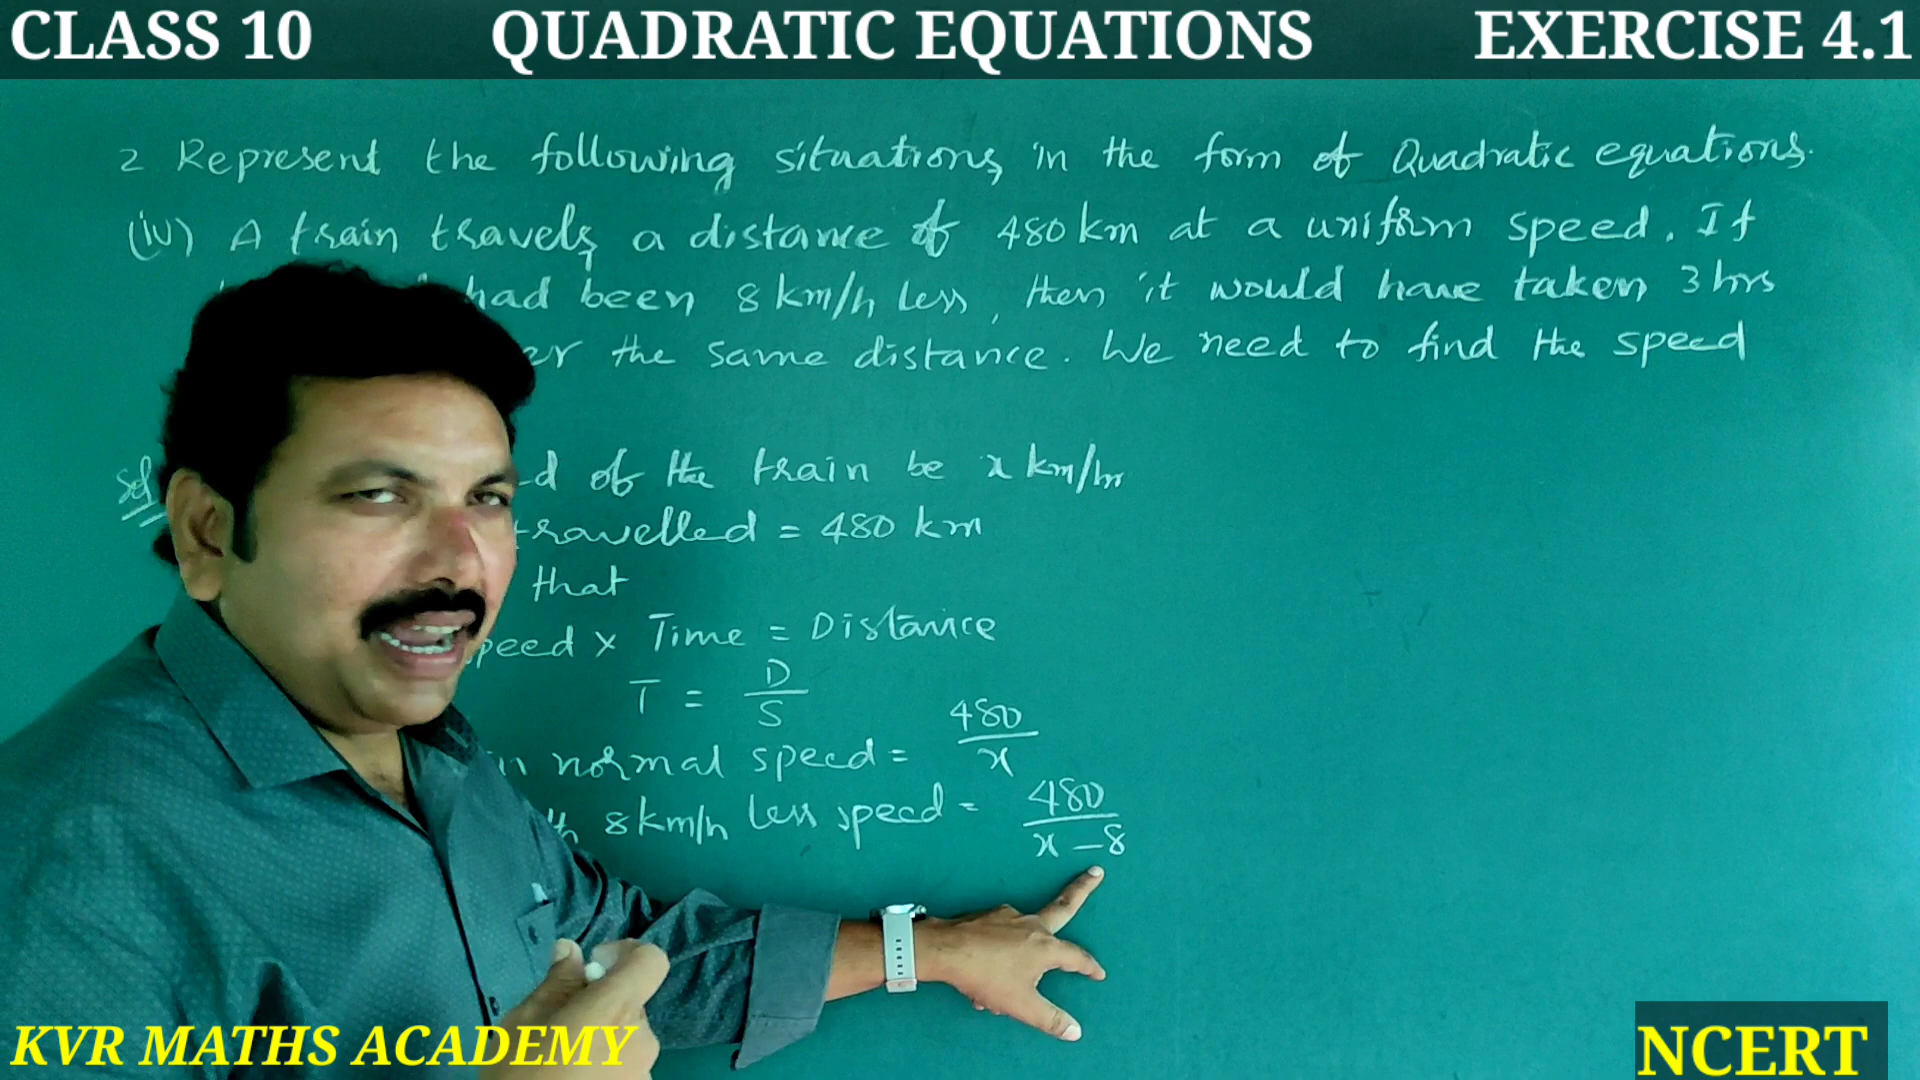 CLASS 10 QUADRATIC EQUATIONS EXERCISE 4.1
2 Represent the following situations in the form of Quadratic equations.
(iv) A train travels a distance of 480 km at a uniform speed. If
had been 8 km/h less, then it would have taken 3 hrs
the same distance. We need to find the speed
Sol
of the train be x km/hr
travelled = 480 km
that
Speed × Time = Distance
T = D/S
in normal speed = 480/x
8 km/h less speed = 480/(x-8)
KVR MATHS ACADEMY
NCERT